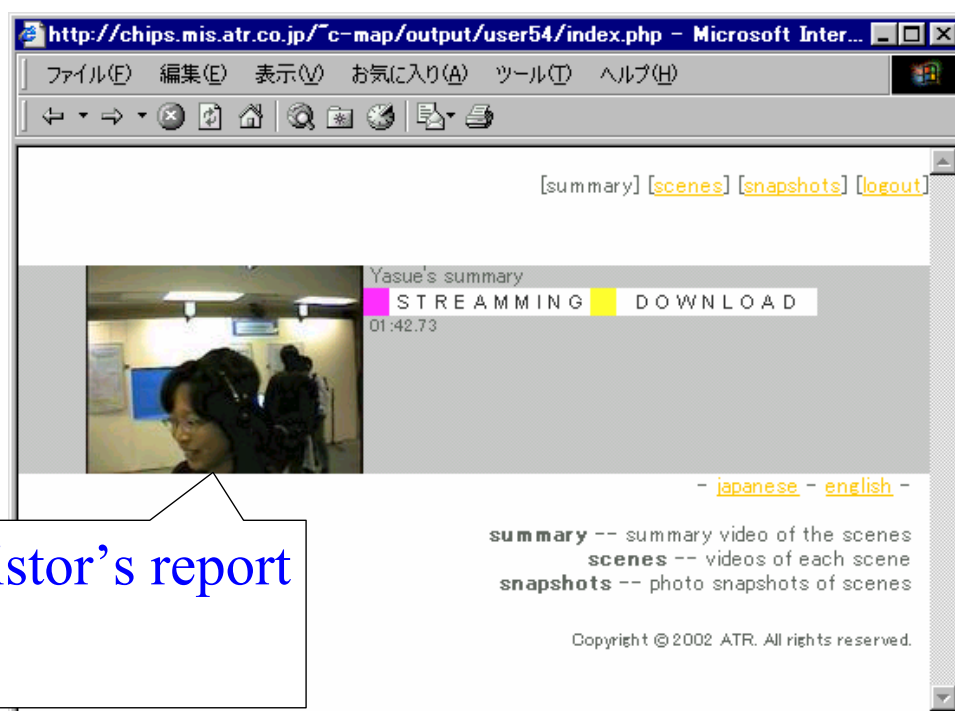 http://chips.mis.atr.co.jp/~c-map/output/user54/index.php - Microsoft Inter...
ファイル(F) 編集(E) 表示(V) お気に入り(A) ツール(T) ヘルプ(H)
[summary] [scenes] [snapshots] [logout]
Yasue's summary
STREAMMING DOWNLOAD
01:42.73
- japanese - english -
summary -- summary video of the scenes
scenes -- videos of each scene
snapshots -- photo snapshots of scenes
Copyright © 2002 ATR. All rights reserved.
istor’s report